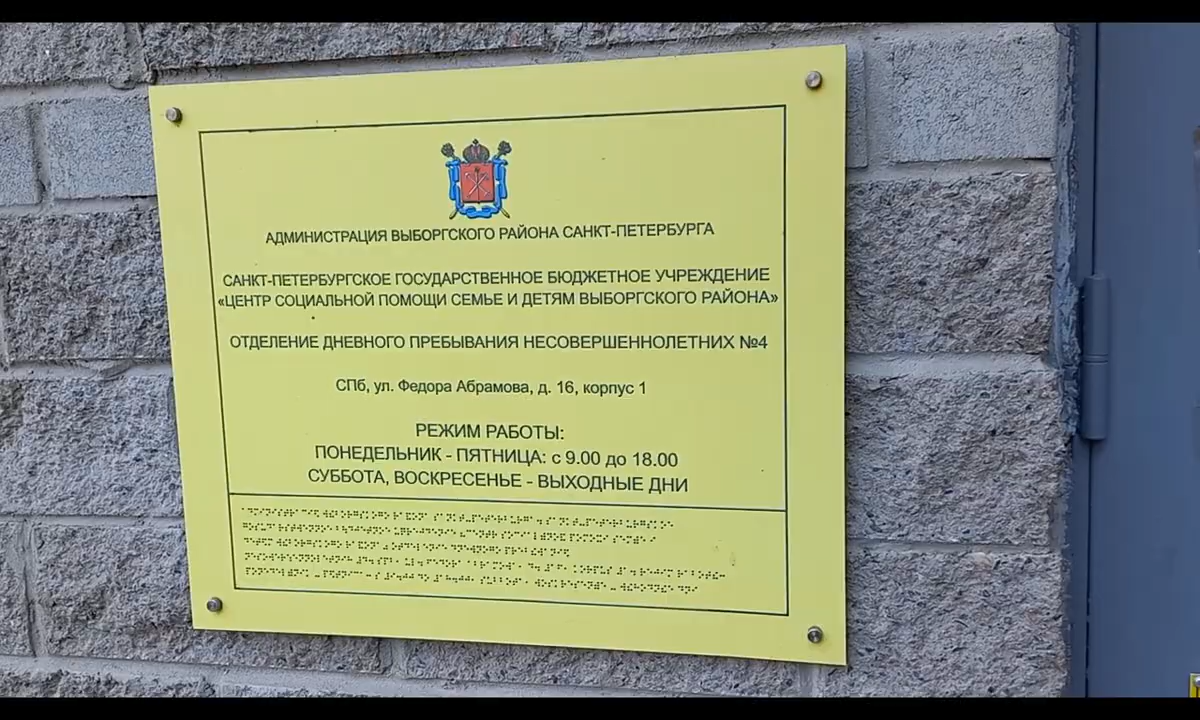 АДМИНИСТРАЦИЯ ВЫБОРГСКОГО РАЙОНА САНКТ-ПЕТЕРБУРГА
САНКТ-ПЕТЕРБУРГСКОЕ ГОСУДАРСТВЕННОЕ БЮДЖЕТНОЕ УЧРЕЖДЕНИЕ
«ЦЕНТР СОЦИАЛЬНОЙ ПОМОЩИ СЕМЬЕ И ДЕТЯМ ВЫБОРГСКОГО РАЙОНА»
ОТДЕЛЕНИЕ ДНЕВНОГО ПРЕБЫВАНИЯ НЕСОВЕРШЕННОЛЕТНИХ №4
СПб, ул. Федора Абрамова, д. 16, корпус 1
РЕЖИМ РАБОТЫ:
ПОНЕДЕЛЬНИК - ПЯТНИЦА: с 9.00 до 18.00
СУББОТА, ВОСКРЕСЕНЬЕ - ВЫХОДНЫЕ ДНИ